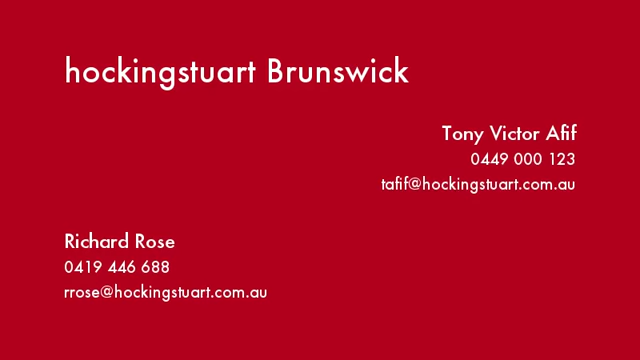 hockingstuart Brunswick
Tony Victor Afif
0449 000 123
tafif@hockingstuart.com.au
Richard Rose
0419 446 688
rrose@hockingstuart.com.au